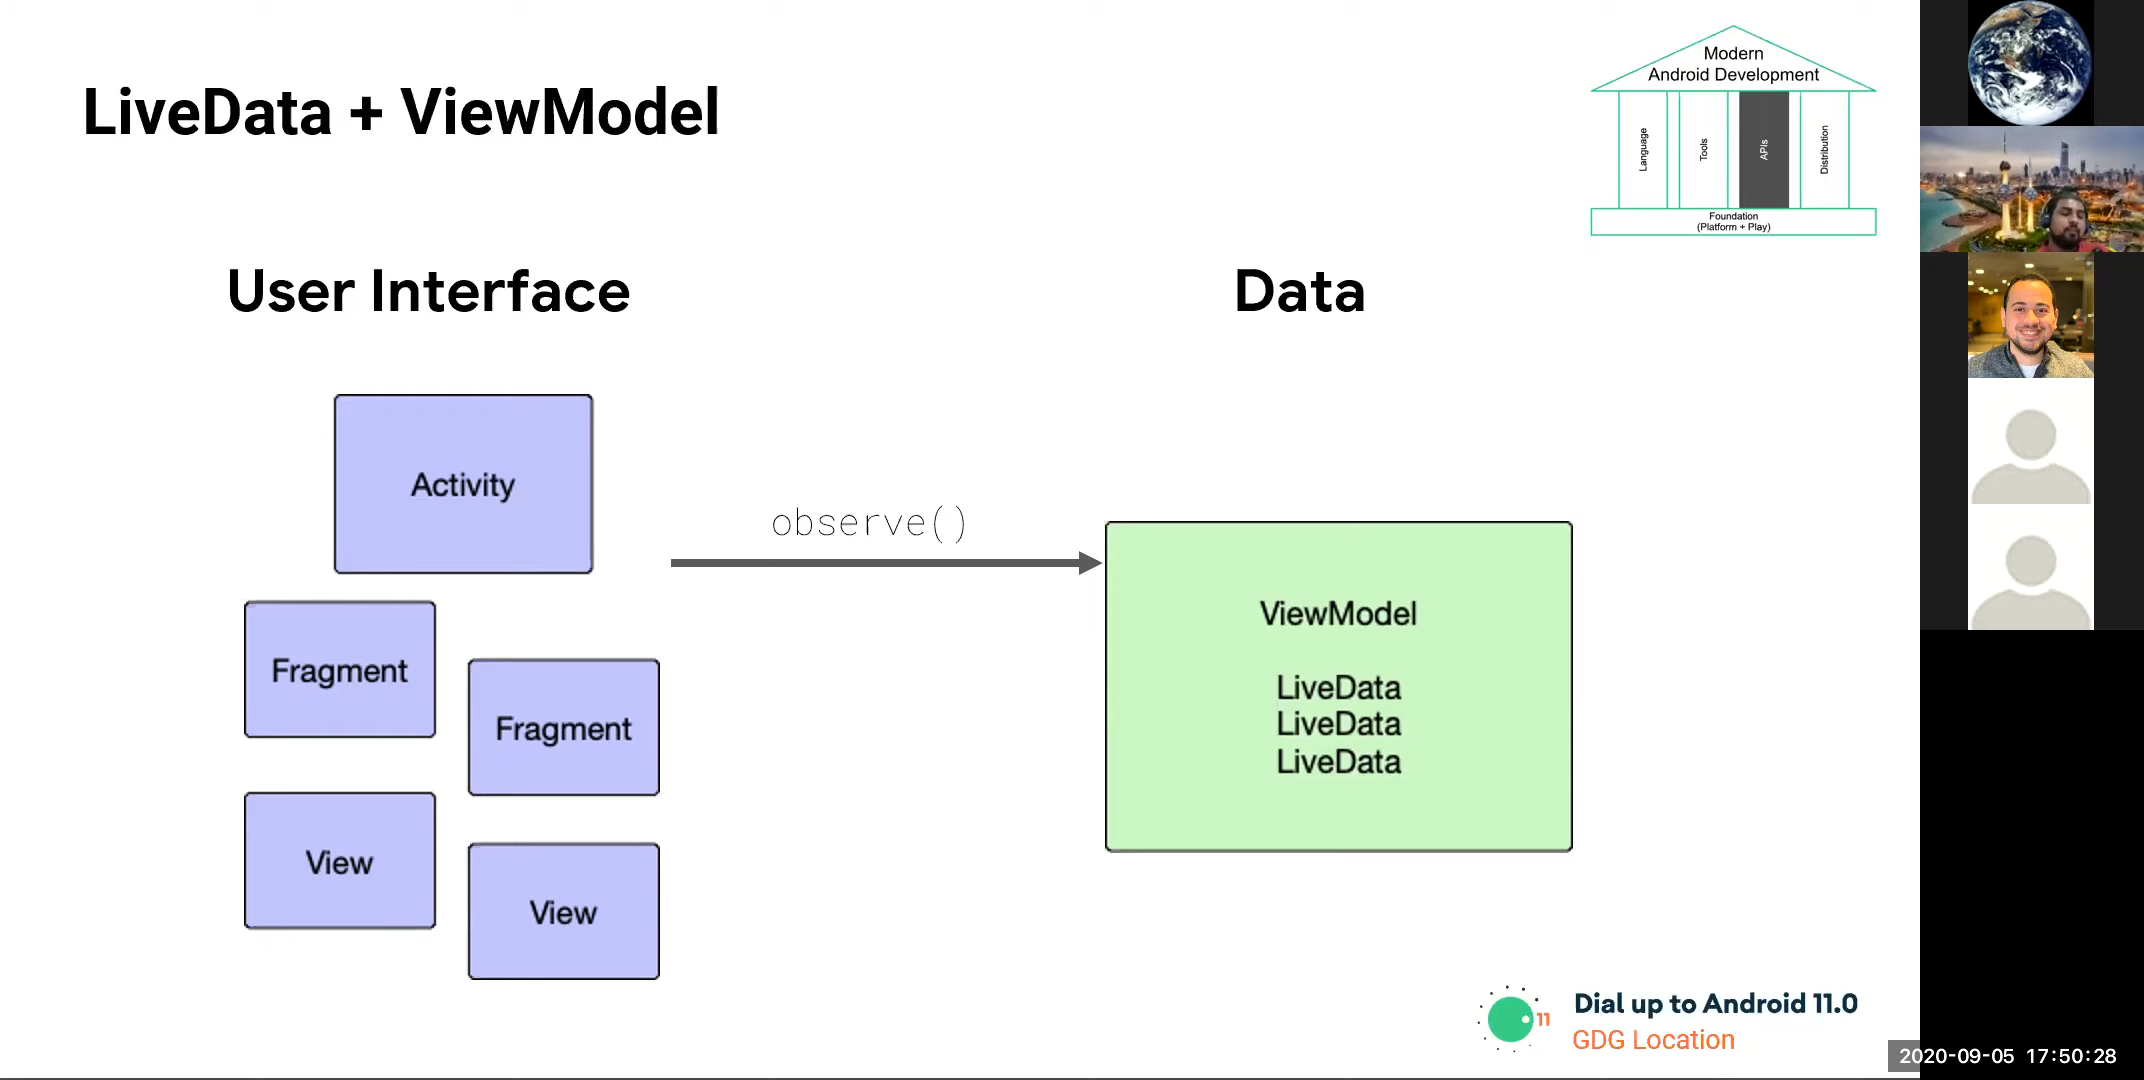 LiveData + ViewModel
Modern
Android Development
Language
Tools
APIs
Distribution
Foundation
(Platform + Play)
User Interface
Data
Activity
observe()
Fragment
Fragment
View
View
ViewModel
LiveData
LiveData
LiveData
11
Dial up to Android 11.0
GDG Location
2020-09-05 17:50:28